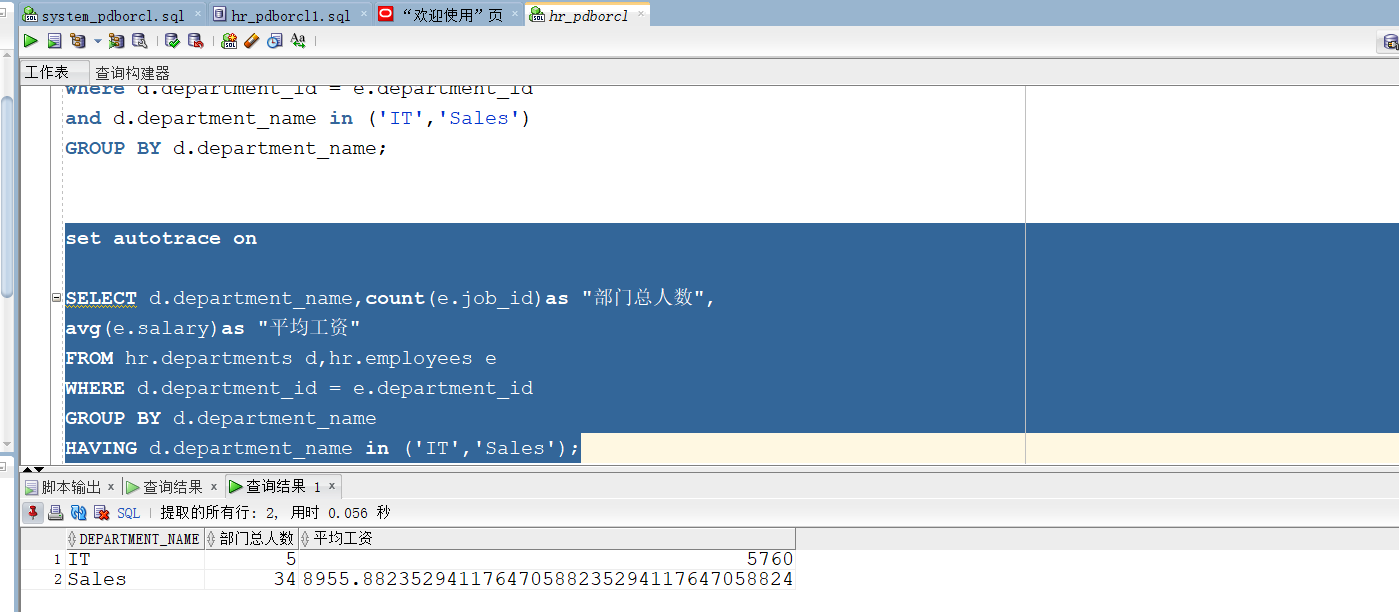 system_pdborcl.sql × hr_pdborcl1.sql × “欢迎使用”页 × hr_pdborcl ×
工作表 查询构建器
where d.department_id = e.department_id
and d.department_name in ('IT','Sales')
GROUP BY d.department_name;
set autotrace on
SELECT d.department_name,count(e.job_id)as "部门总人数",
avg(e.salary)as "平均工资"
FROM hr.departments d,hr.employees e
WHERE d.department_id = e.department_id
GROUP BY d.department_name
HAVING d.department_name in ('IT','Sales');
脚本输出 × 查询结果 × 查询结果 1 ×
SQL | 提取的所有行: 2, 用时 0.056 秒
DEPARTMENT_NAME 部门总人数 平均工资
1 IT 5 5760
2 Sales 34 8955.882352941176470588235294117647058824